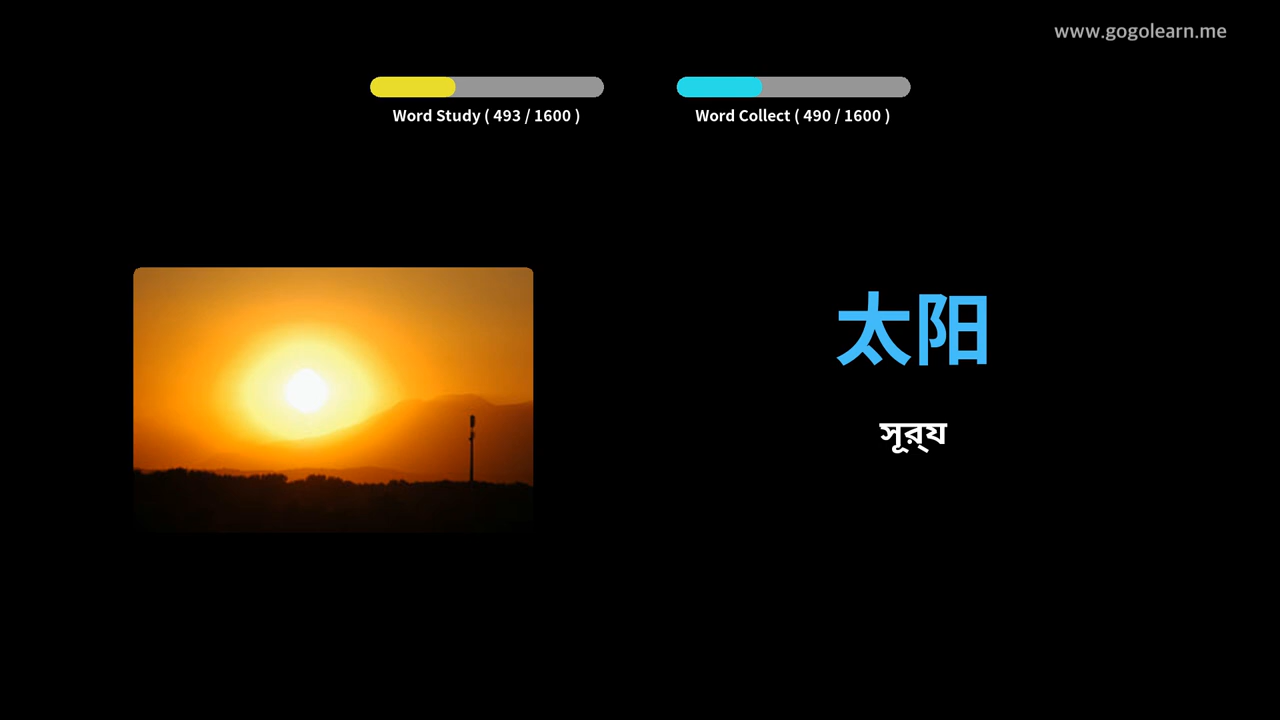 www.gogolearn.me
Word Study ( 493 / 1600 )
Word Collect ( 490 / 1600 )
太阳
সূর্য